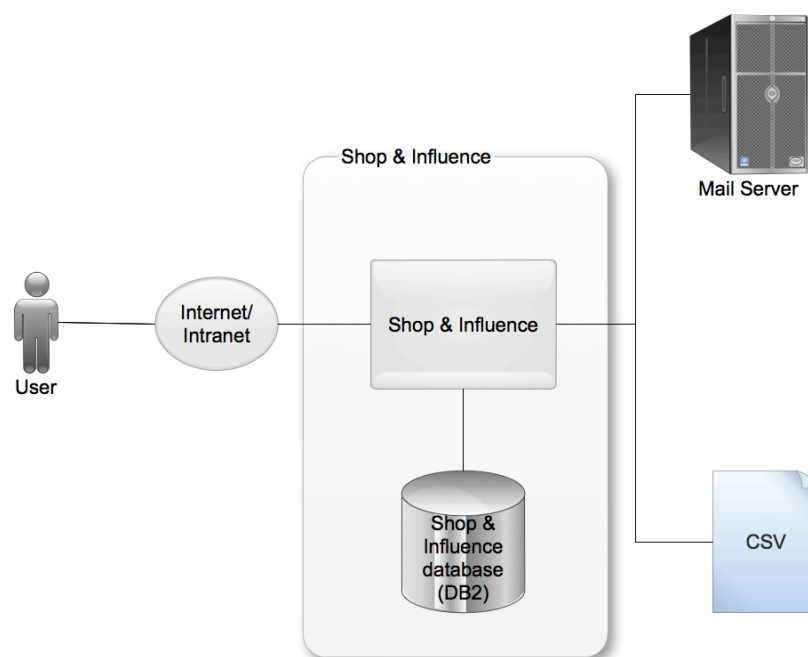 Shop & Influence
Mail Server
Internet/
Intranet
Shop & Influence
User
Shop &
Influence
database
(DB2)
CSV